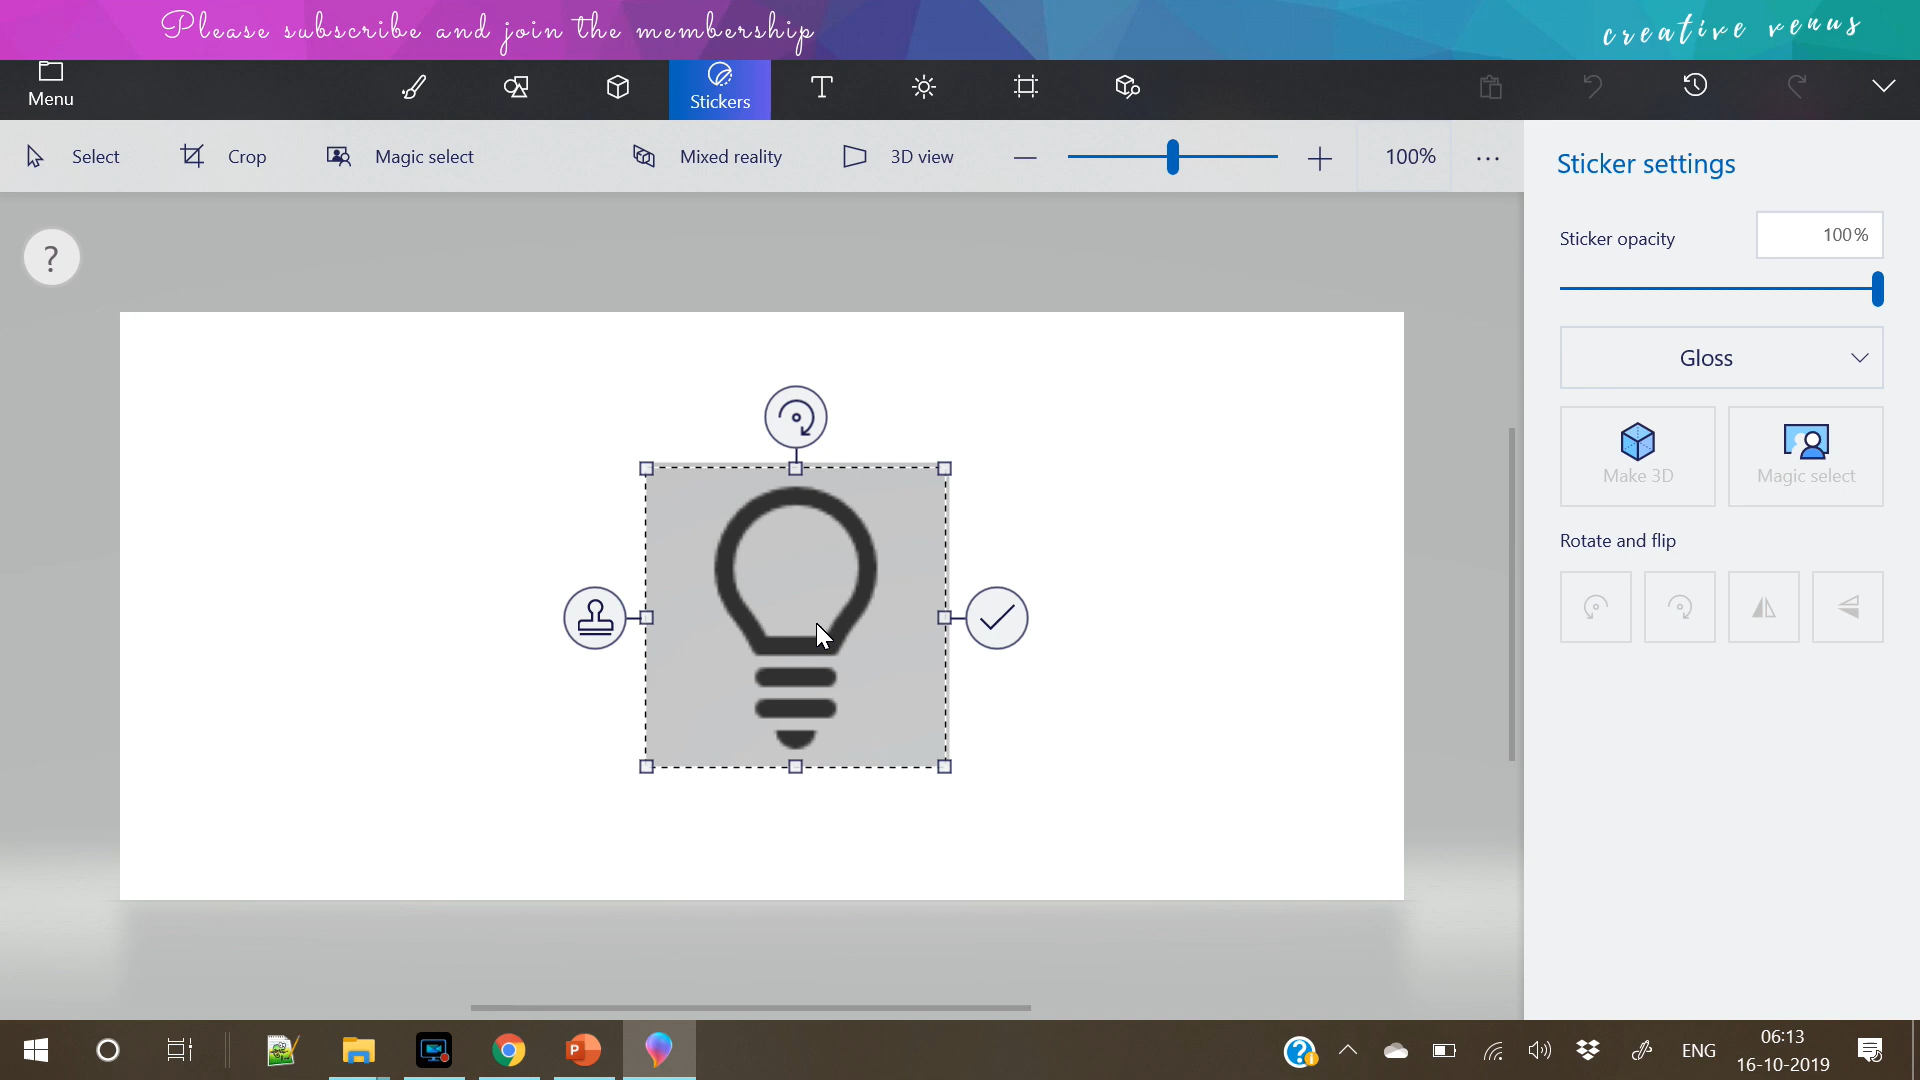 Please subscribe and join the membership
creative venus
Menu
Stickers
Select
Crop
Magic select
Mixed reality
3D view
100%
Sticker settings
Sticker opacity
100%
Gloss
Make 3D
Magic select
Rotate and flip
ENG
06:13
16-10-2019